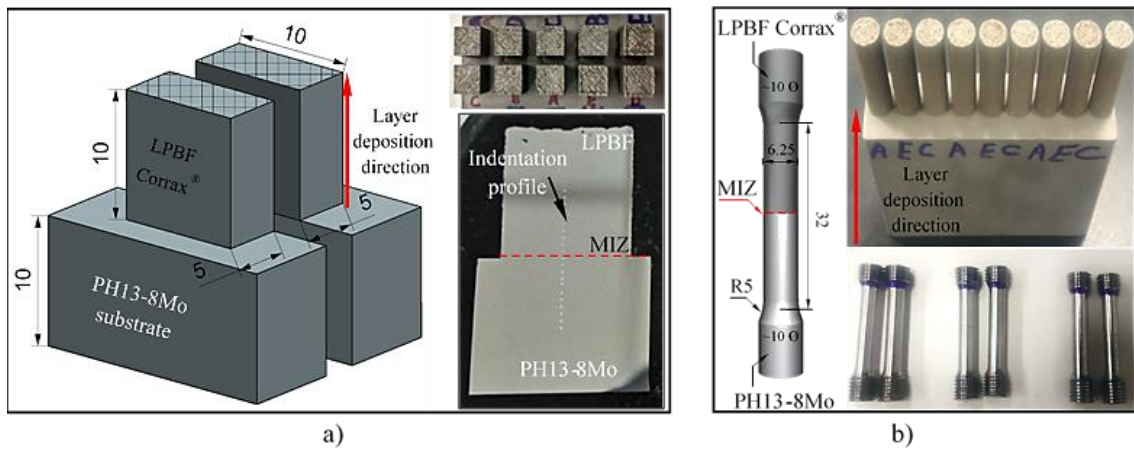 a)
10
10
LPBF
Corrax®
Layer
deposition
direction
5
5
10
PH13-8Mo
substrate
LPBF
Indentation
profile
MIZ
PH13-8Mo
a)
b)
LPBF Corrax®
~10 Ø
6.25
MIZ
32
R5
~10 Ø
PH13-8Mo
A E C A E C A E C
Layer
deposition
direction
b)